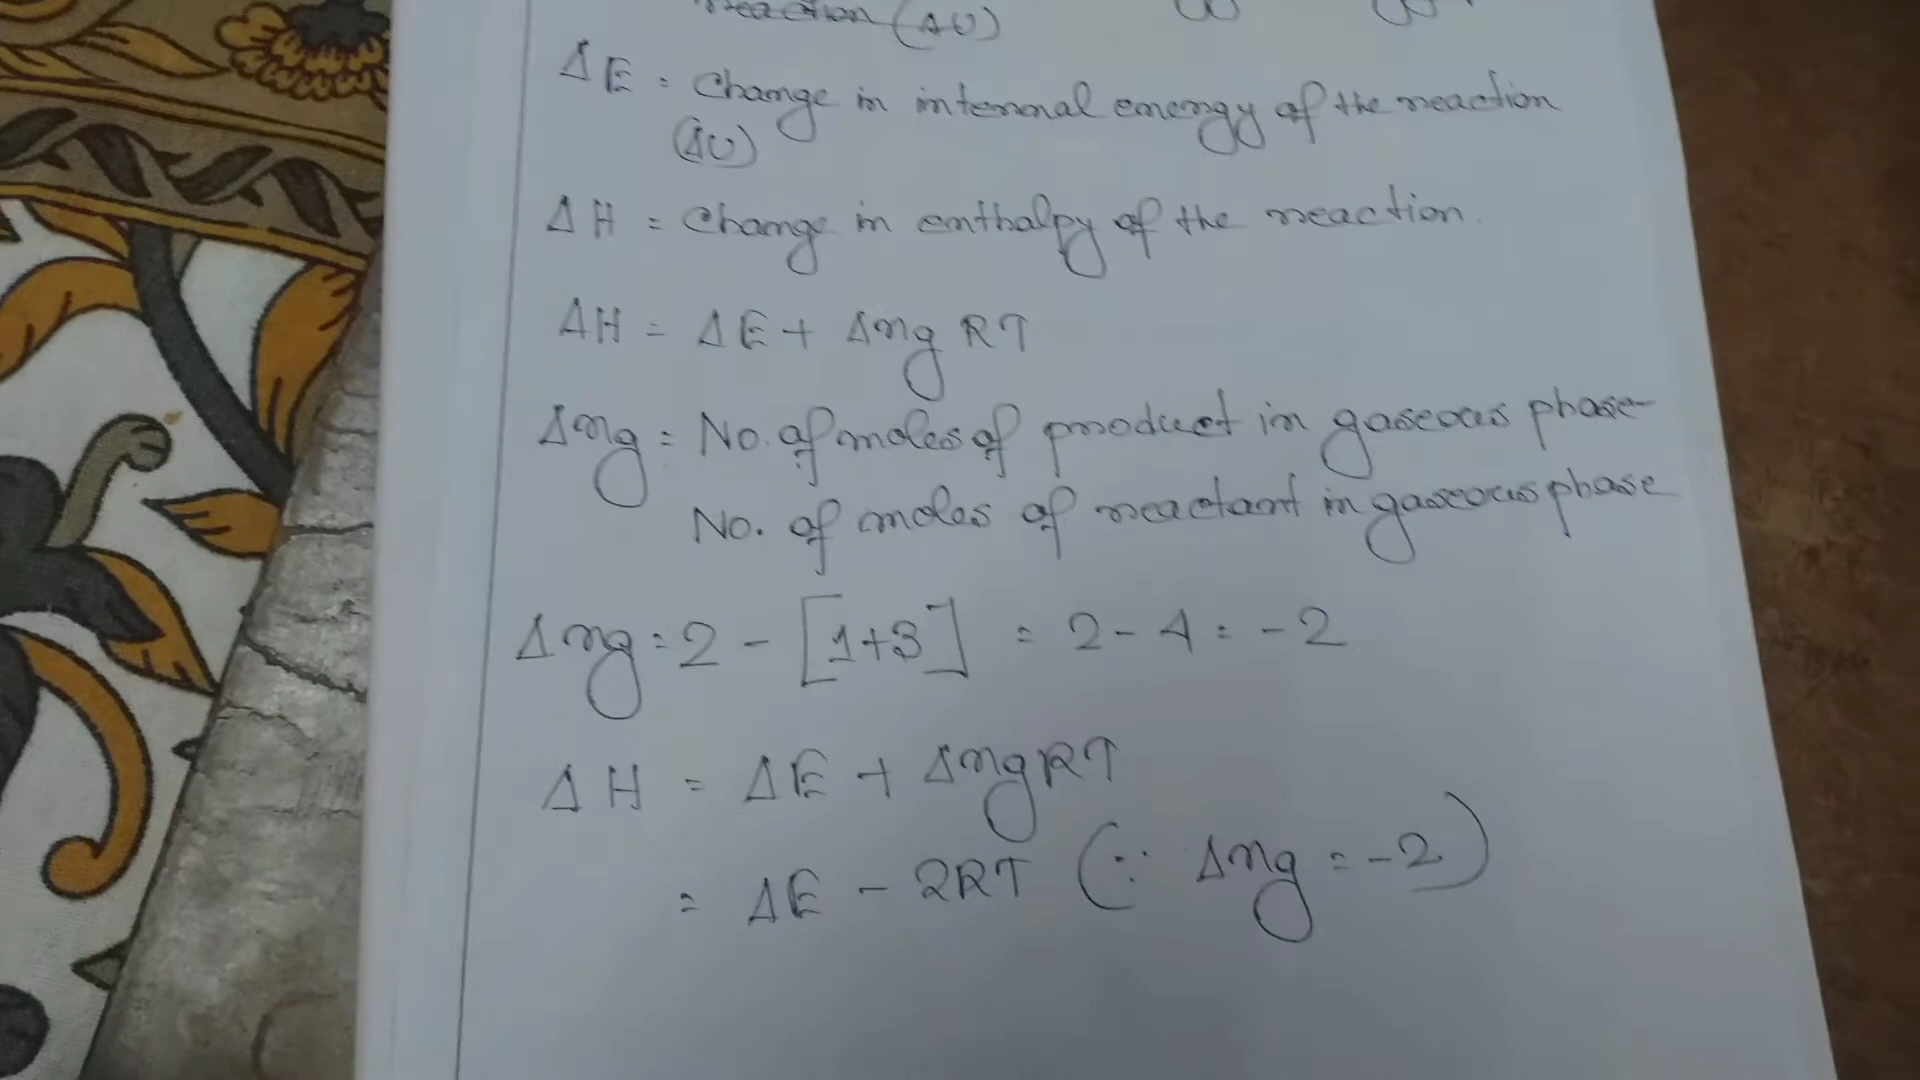 reaction (ΔU)
ΔE = Change in internal energy of the reaction
(ΔU)
ΔH = Change in enthalpy of the reaction.
ΔH = ΔE + Δng RT
Δng = No. of moles of product in gaseous phase -
No. of moles of reactant in gaseous phase
Δng = 2 - [1+3] = 2 - 4 = -2
ΔH = ΔE + ΔngRT
= ΔE - 2RT (∵ Δng = -2)